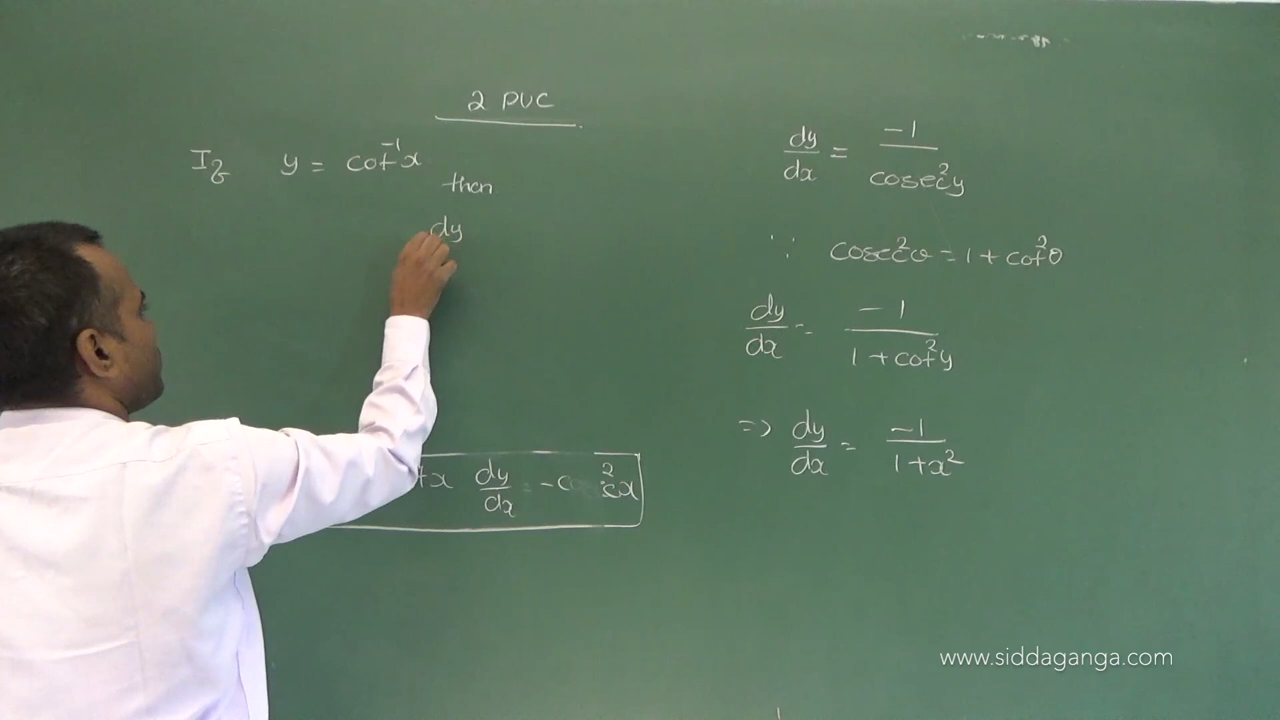 2 PUC
If y = cot⁻¹x
then
dy
dy/dx = -cosec²x
dy/dx = -1/cosec²y
∵ cosec²θ = 1 + cot²θ
dy/dx = -1/(1 + cot²y)
=> dy/dx = -1/(1+x²)
www.siddaganga.com